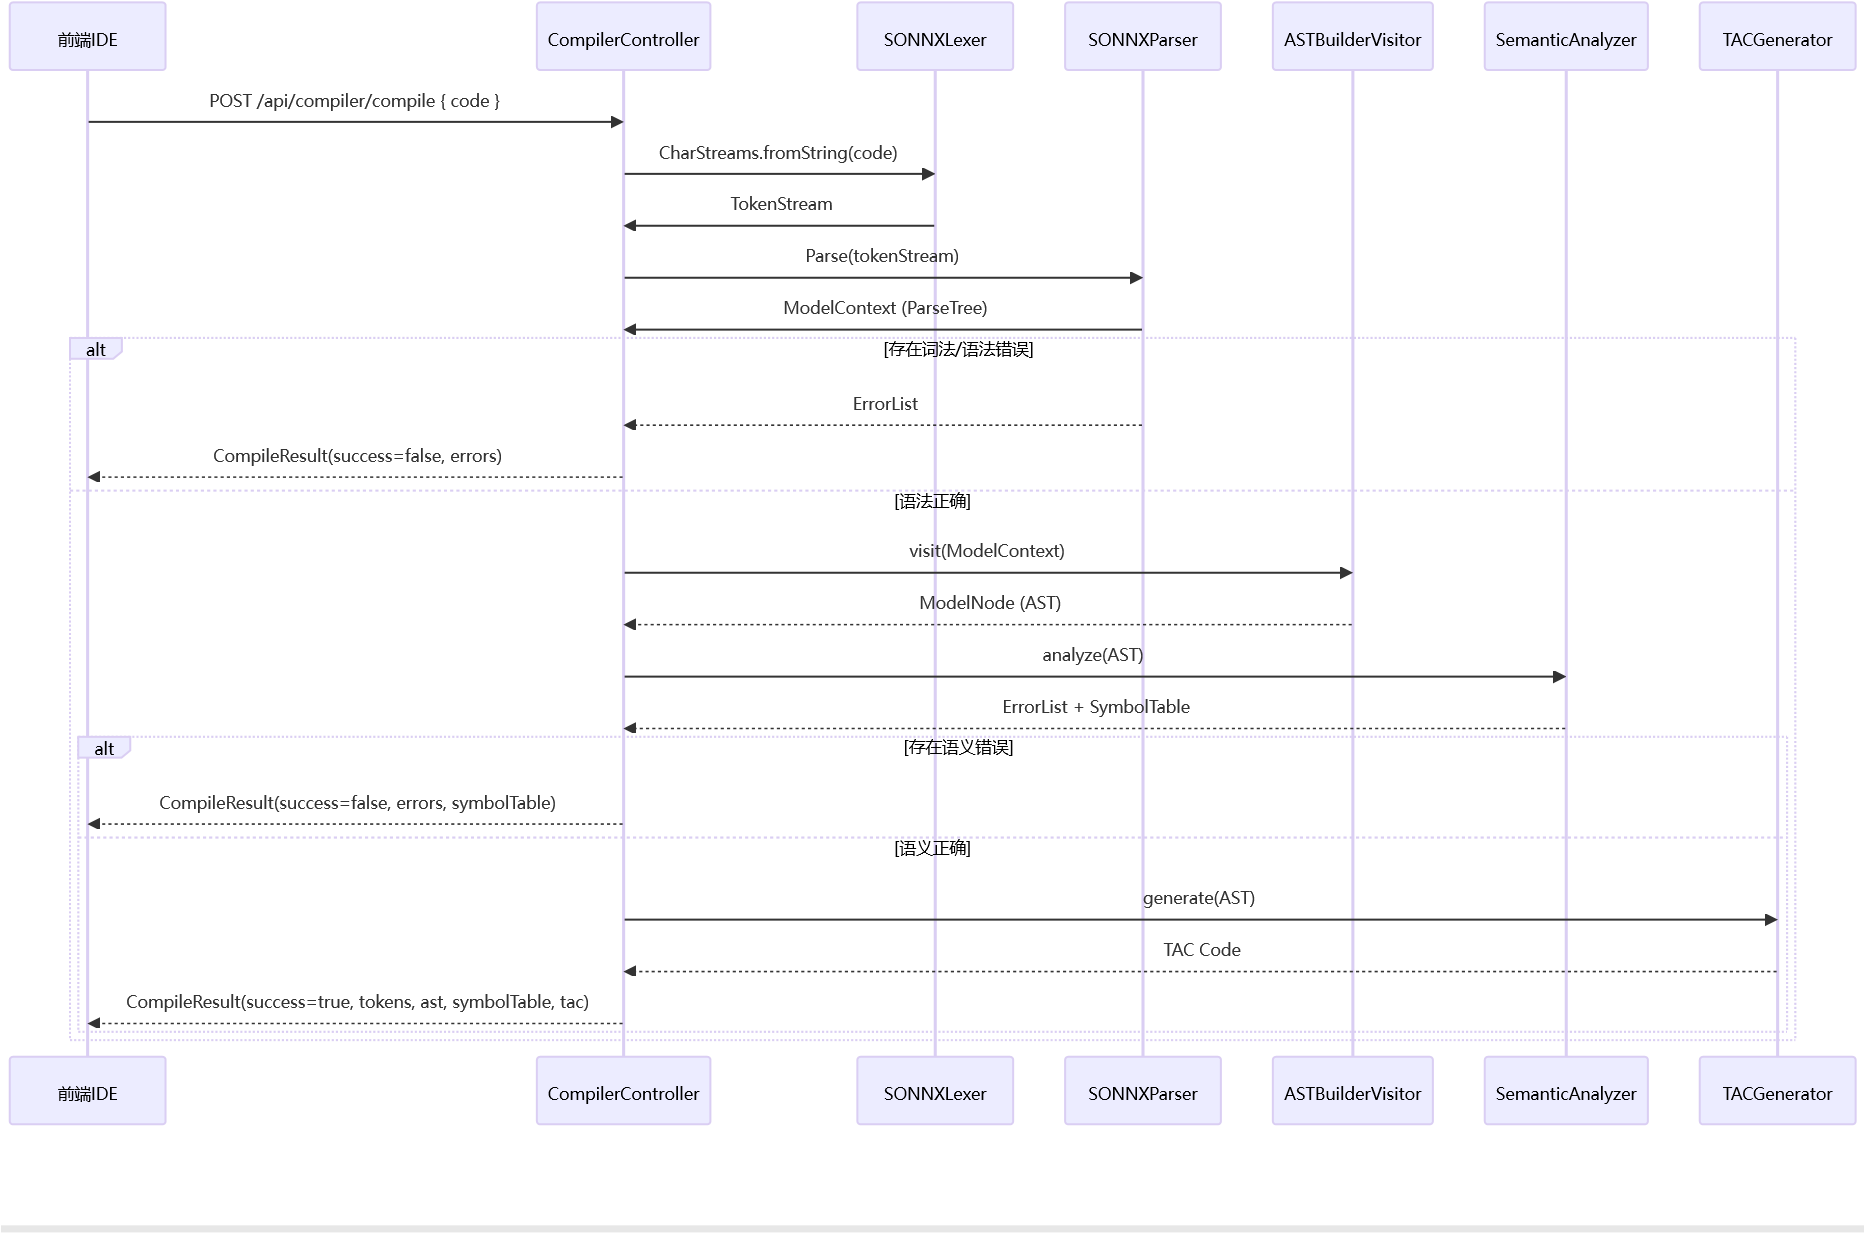 前端IDE
CompilerController
SONNXLexer
SONNXParser
ASTBuilderVisitor
SemanticAnalyzer
TACGenerator
POST /api/compiler/compile { code }
CharStreams.fromString(code)
TokenStream
Parse(tokenStream)
ModelContext (ParseTree)
alt
[存在词法/语法错误]
ErrorList
CompileResult(success=false, errors)
[语法正确]
visit(ModelContext)
ModelNode (AST)
analyze(AST)
ErrorList + SymbolTable
alt
[存在语义错误]
CompileResult(success=false, errors, symbolTable)
[语义正确]
generate(AST)
TAC Code
CompileResult(success=true, tokens, ast, symbolTable, tac)
前端IDE
CompilerController
SONNXLexer
SONNXParser
ASTBuilderVisitor
SemanticAnalyzer
TACGenerator